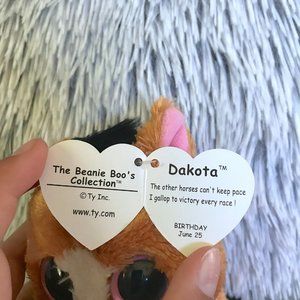 The Beanie Boo's
Collection™
© Ty Inc.
www.ty.com
Dakota™
The other horses can't keep pace
I gallop to victory every race !
BIRTHDAY
June 25